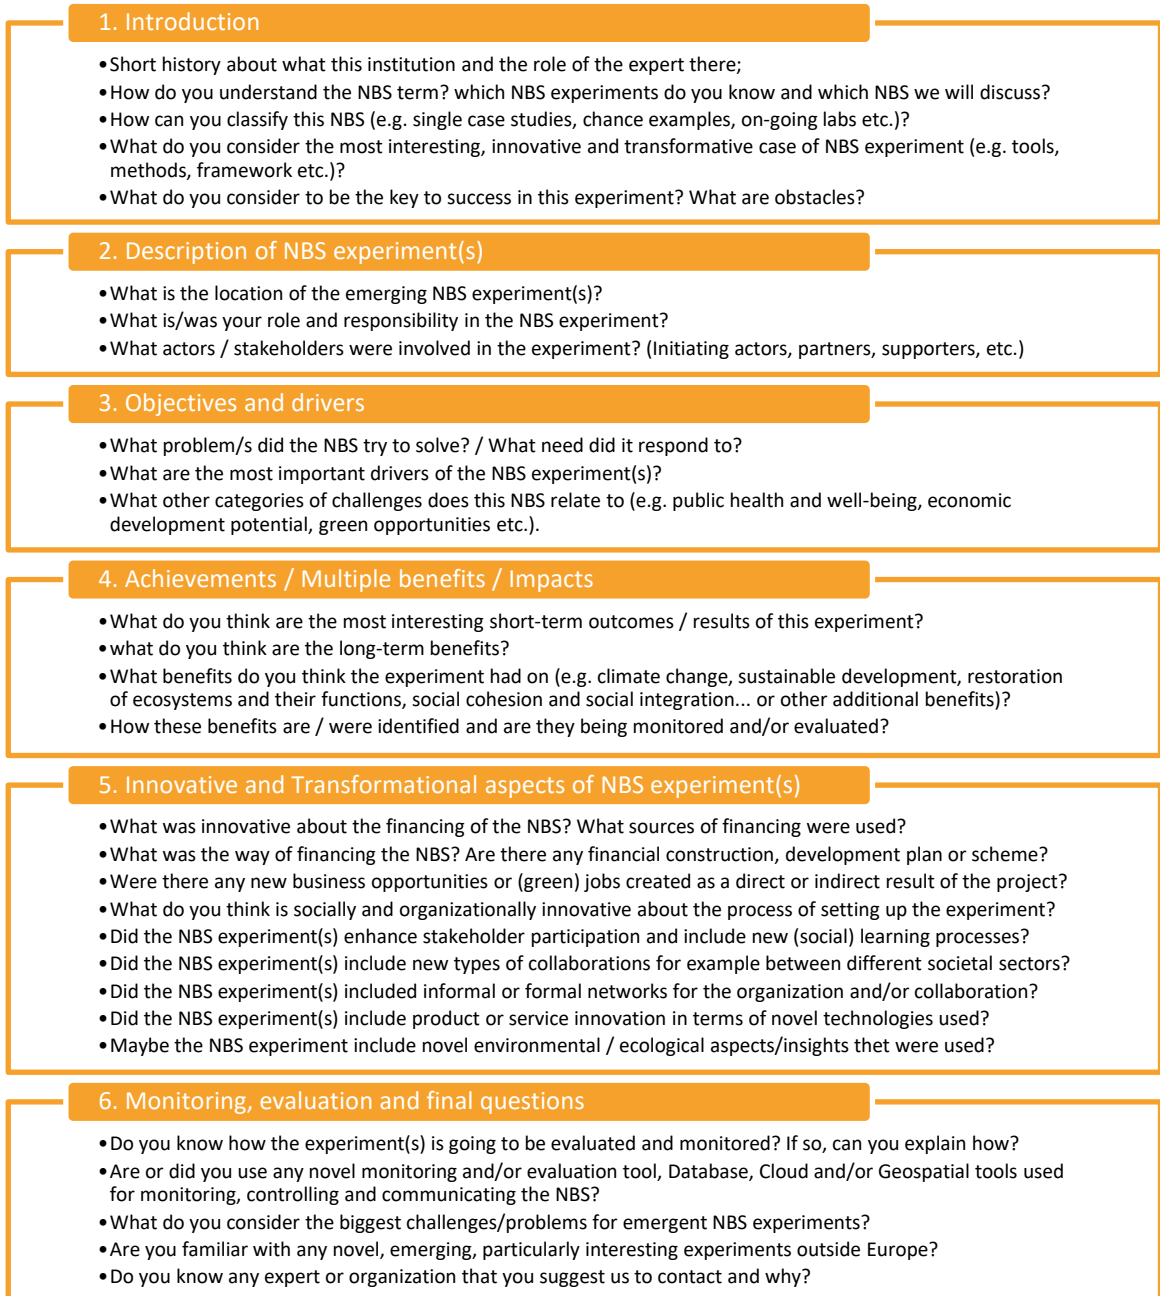 1. Introduction
•Short history about what this institution and the role of the expert there;
•How do you understand the NBS term? which NBS experiments do you know and which NBS we will discuss?
•How can you classify this NBS (e.g. single case studies, chance examples, on-going labs etc.)?
•What do you consider the most interesting, innovative and transformative case of NBS experiment (e.g. tools,
methods, framework etc.)?
•What do you consider to be the key to success in this experiment? What are obstacles?
2. Description of NBS experiment(s)
•What is the location of the emerging NBS experiment(s)?
•What is/was your role and responsibility in the NBS experiment?
•What actors / stakeholders were involved in the experiment? (Initiating actors, partners, supporters, etc.)
3. Objectives and drivers
•What problem/s did the NBS try to solve? / What need did it respond to?
•What are the most important drivers of the NBS experiment(s)?
•What other categories of challenges does this NBS relate to (e.g. public health and well-being, economic
development potential, green opportunities etc.).
4. Achievements / Multiple benefits / Impacts
•What do you think are the most interesting short-term outcomes / results of this experiment?
•what do you think are the long-term benefits?
•What benefits do you think the experiment had on (e.g. climate change, sustainable development, restoration
of ecosystems and their functions, social cohesion and social integration... or other additional benefits)?
•How these benefits are / were identified and are they being monitored and/or evaluated?
5. Innovative and Transformational aspects of NBS experiment(s)
•What was innovative about the financing of the NBS? What sources of financing were used?
•What was the way of financing the NBS? Are there any financial construction, development plan or scheme?
•Were there any new business opportunities or (green) jobs created as a direct or indirect result of the project?
•What do you think is socially and organizationally innovative about the process of setting up the experiment?
•Did the NBS experiment(s) enhance stakeholder participation and include new (social) learning processes?
•Did the NBS experiment(s) include new types of collaborations for example between different societal sectors?
•Did the NBS experiment(s) included informal or formal networks for the organization and/or collaboration?
•Did the NBS experiment(s) include product or service innovation in terms of novel technologies used?
•Maybe the NBS experiment include novel environmental / ecological aspects/insights thet were used?
6. Monitoring, evaluation and final questions
•Do you know how the experiment(s) is going to be evaluated and monitored? If so, can you explain how?
•Are or did you use any novel monitoring and/or evaluation tool, Database, Cloud and/or Geospatial tools used
for monitoring, controlling and communicating the NBS?
•What do you consider the biggest challenges/problems for emergent NBS experiments?
•Are you familiar with any novel, emerging, particularly interesting experiments outside Europe?
•Do you know any expert or organization that you suggest us to contact and why?